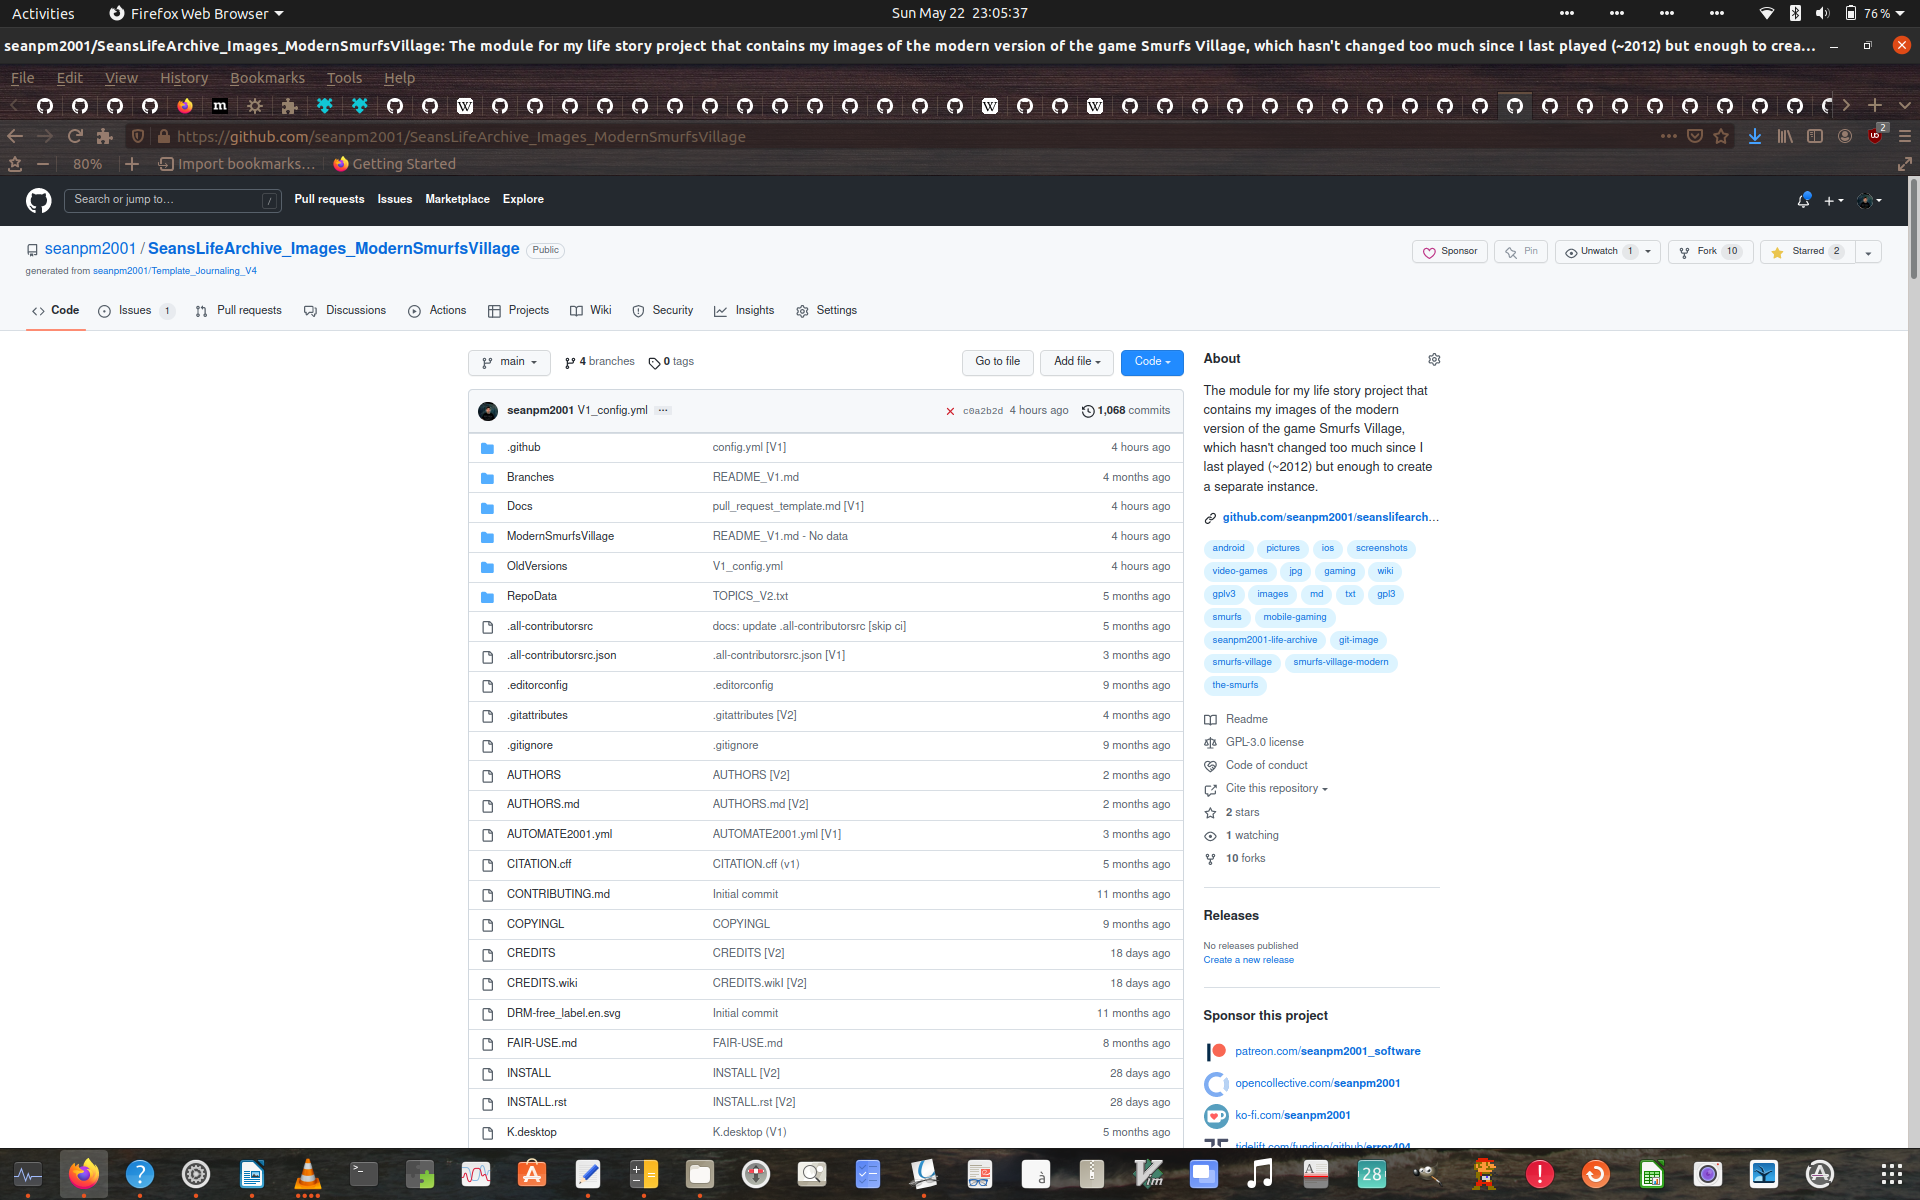 Activities Firefox Web Browser Sun May 22 23:05:37 76%
seanpm2001/SeansLifeArchive_Images_ModernSmurfsVillage: The module for my life story project that contains my images of the modern version of the game Smurfs Village, which hasn't changed too much since I last played (~2012) but enough to crea…
File Edit View History Bookmarks Tools Help
https://github.com/seanpm2001/SeansLifeArchive_Images_ModernSmurfsVillage 2
80% Import bookmarks… Getting Started
Search or jump to… / Pull requests Issues Marketplace Explore
seanpm2001 / SeansLifeArchive_Images_ModernSmurfsVillage Public Sponsor Pin Unwatch 1 Fork 10 Starred 2
generated from seanpm2001/Template_Journaling_V4
Code Issues 1 Pull requests Discussions Actions Projects Wiki Security Insights Settings
main 4 branches 0 tags Go to file Add file Code
seanpm2001 V1_config.yml … c0a2b2d 4 hours ago 1,068 commits
.github config.yml [V1] 4 hours ago
Branches README_V1.md 4 months ago
Docs pull_request_template.md [V1] 4 hours ago
ModernSmurfsVillage README_V1.md - No data 4 hours ago
OldVersions V1_config.yml 4 hours ago
RepoData TOPICS_V2.txt 5 months ago
.all-contributorsrc docs: update .all-contributorsrc [skip ci] 5 months ago
.all-contributorsrc.json .all-contributorsrc.json [V1] 3 months ago
.editorconfig .editorconfig 9 months ago
.gitattributes .gitattributes [V2] 4 months ago
.gitignore .gitignore 9 months ago
AUTHORS AUTHORS [V2] 2 months ago
AUTHORS.md AUTHORS.md [V2] 2 months ago
AUTOMATE2001.yml AUTOMATE2001.yml [V1] 3 months ago
CITATION.cff CITATION.cff (v1) 5 months ago
CONTRIBUTING.md Initial commit 11 months ago
COPYINGL COPYINGL 9 months ago
CREDITS CREDITS [V2] 18 days ago
CREDITS.wiki CREDITS.wikI [V2] 18 days ago
DRM-free_label.en.svg Initial commit 11 months ago
FAIR-USE.md FAIR-USE.md 8 months ago
INSTALL INSTALL [V2] 28 days ago
INSTALL.rst INSTALL.rst [V2] 28 days ago
K.desktop K.desktop (V1) 5 months ago
About
The module for my life story project that
contains my images of the modern
version of the game Smurfs Village,
which hasn't changed too much since I
last played (~2012) but enough to create
a separate instance.
github.com/seanpm2001/seanslifearch…
android pictures ios screenshots
video-games jpg gaming wiki
gplv3 images md txt gpl3
smurfs mobile-gaming
seanpm2001-life-archive git-image
smurfs-village smurfs-village-modern
the-smurfs
Readme
GPL-3.0 license
Code of conduct
Cite this repository
2 stars
1 watching
10 forks
Releases
No releases published
Create a new release
Sponsor this project
patreon.com/seanpm2001_software
opencollective.com/seanpm2001
ko-fi.com/seanpm2001
tidelift.com/funding/github/error404
28